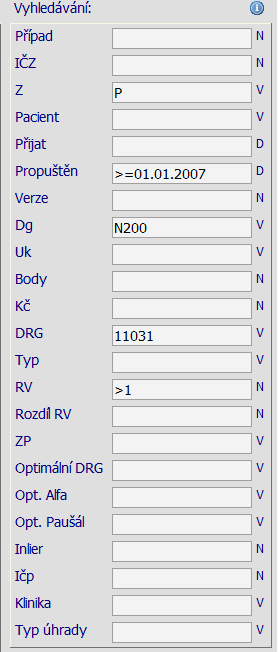 Vyhledávání:
Případ N
IČZ N
Z P V
Pacient V
Přijat D
Propuštěn >=01.01.2007 D
Verze N
Dg N200 V
Uk V
Body N
Kč N
DRG 11031 V
Typ V
RV >1 N
Rozdíl RV N
ZP V
Optimální DRG V
Opt. Alfa V
Opt. Paušál V
Inlier N
Ičp N
Klinika V
Typ úhrady V